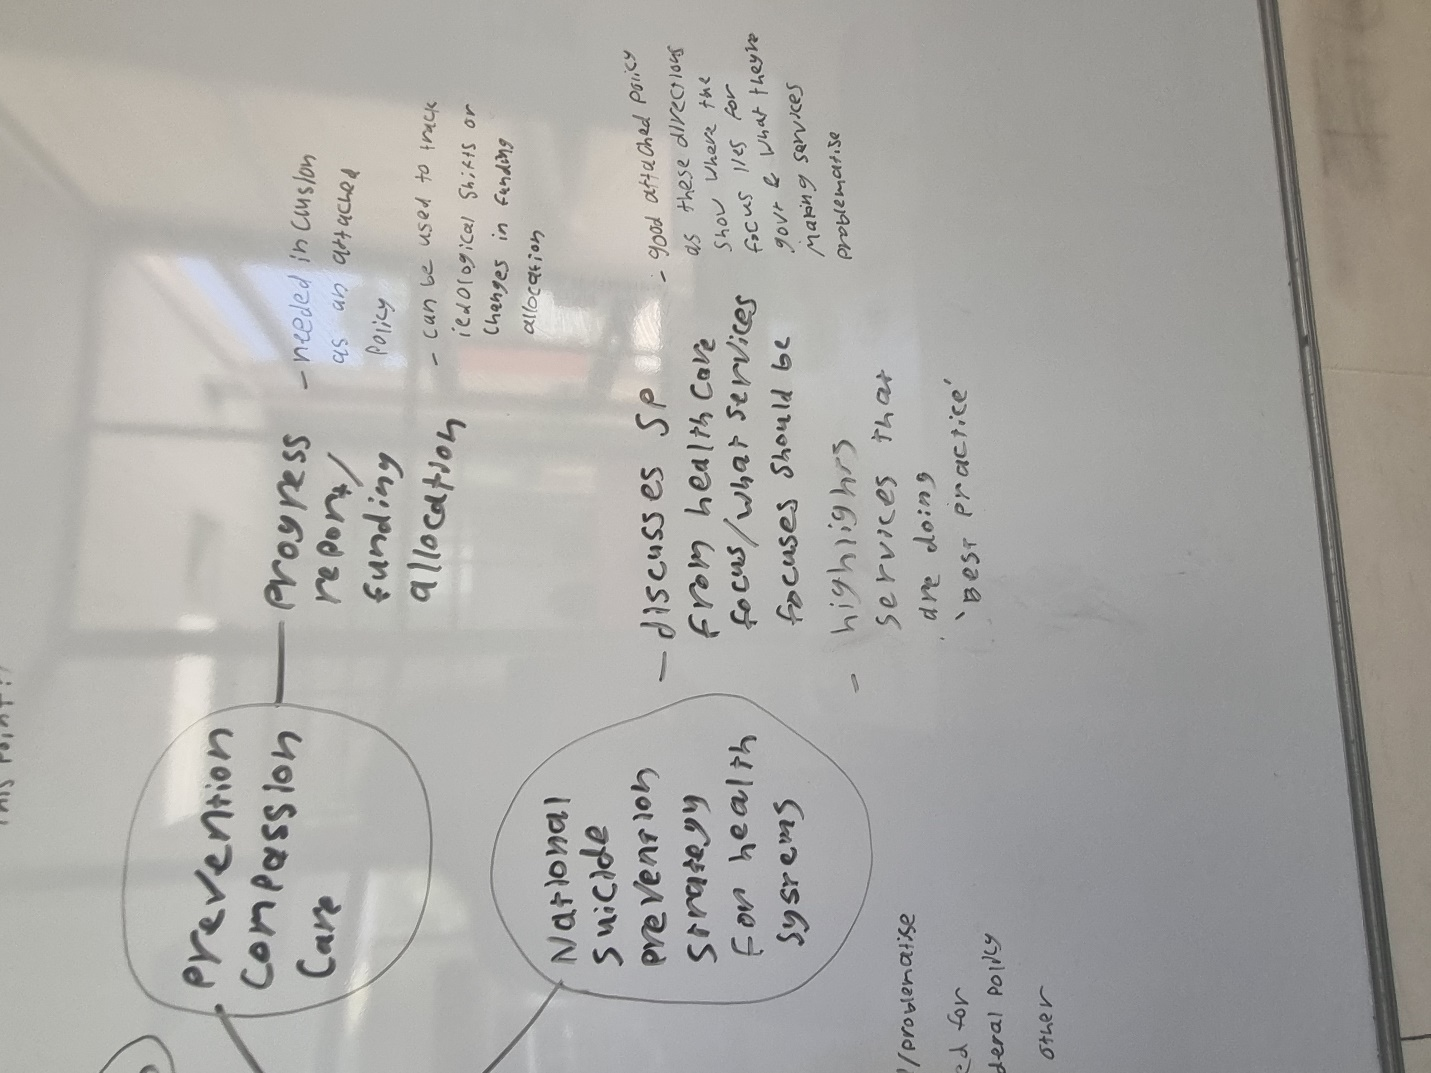 Prevention
compassion
care
progress
report/
funding
allocation
- needed inclusion
as an attached
policy
- can be used to track
iedological shifts or
changes in funding
allocation
National
suicide
prevention
strategy
for health
systems
- discusses SP
from health care
focus/what services
focuses should be
- highlights
services that
are doing
'best practice'
- good attached policy
as these directions
show where the
focus lies for
govt & what they're
making services
problematise
/problematise
ed for
deral policy
other